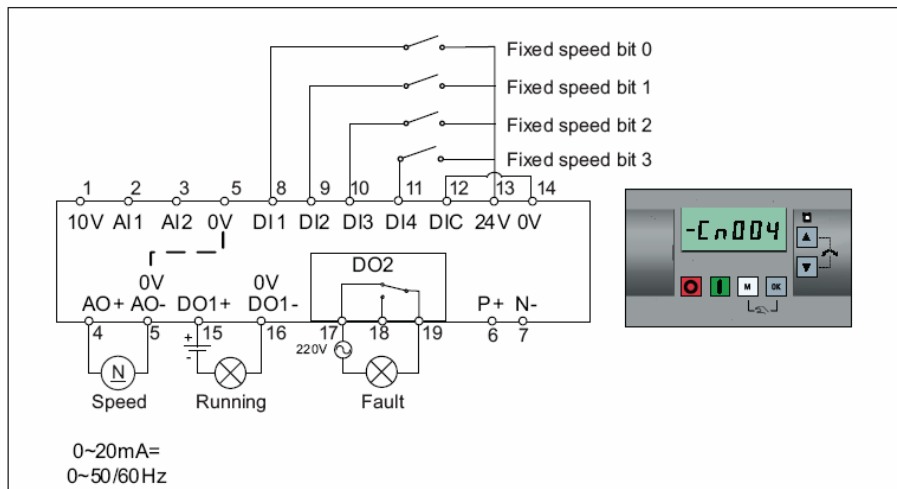 Fixed speed bit 0
Fixed speed bit 1
Fixed speed bit 2
Fixed speed bit 3
1 2 3 5 8 9 10 11 12 13 14
10V AI1 AI2 0V DI1 DI2 DI3 DI4 DIC 24V 0V
-Cn004
0V 0V DO2
AO+ AO- DO1+ DO1- P+ N-
M OK
4 5 15 16 17 18 19 6 7
+
-
220V
N
Speed Running Fault
0~20mA=
0~50/60Hz